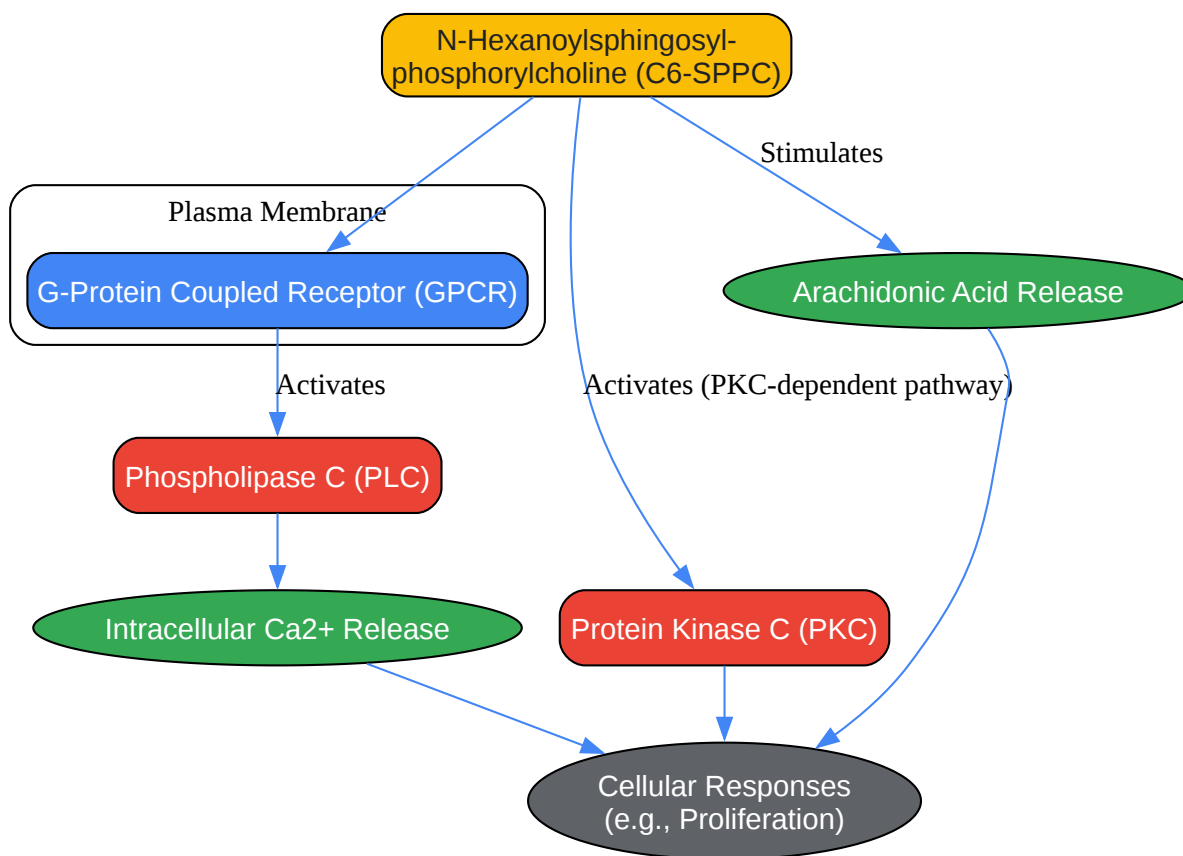 N-Hexanoylsphingosyl-
phosphorylcholine (C6-SPPC)
Stimulates
Plasma Membrane
G-Protein Coupled Receptor (GPCR)
Arachidonic Acid Release
Activates
Activates (PKC-dependent pathway)
Phospholipase C (PLC)
Intracellular Ca2+ Release
Protein Kinase C (PKC)
Cellular Responses
(e.g., Proliferation)